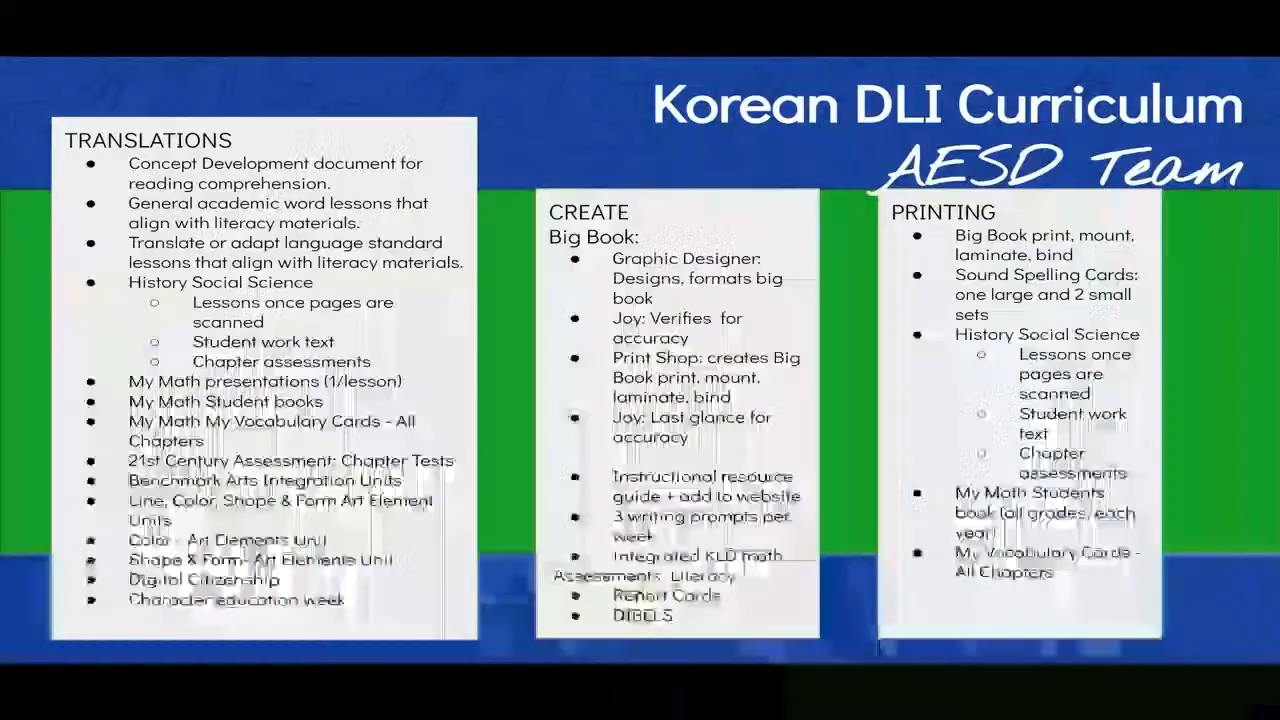 Korean DLI Curriculum
AESD Team
TRANSLATIONS
Concept Development document for
reading comprehension.
General academic word lessons that
align with literacy materials.
Translate or adapt language standard
lessons that align with literacy materials.
History Social Science
Lessons once pages are
scanned
Student work text
Chapter assessments
My Math presentations (1/lesson)
My Math Student books
My Math My Vocabulary Cards - All
Chapters
21st Century Assessment: Chapter Tests
Benchmark Arts Integration Units
Line, Color, Shape & Form Art Element
Units
Color - Art Elements Unit
Shape & Form- Art Elements Unit
Digital Citizenship
Character education week
CREATE
Big Book:
Graphic Designer:
Designs, formats big
book
Joy: Verifies for
accuracy
Print Shop: creates Big
Book print, mount,
laminate, bind
Joy: Last glance for
accuracy
Instructional resource
guide + add to website
3 writing prompts per
week
Integrated KLD math
Assessments: Literacy
Report Cards
DIBELS
PRINTING
Big Book print, mount,
laminate, bind
Sound Spelling Cards:
one large and 2 small
sets
History Social Science
Lessons once
pages are
scanned
Student work
text
Chapter
assessments
My Math Students
book (all grades, each
year)
My Vocabulary Cards -
All Chapters